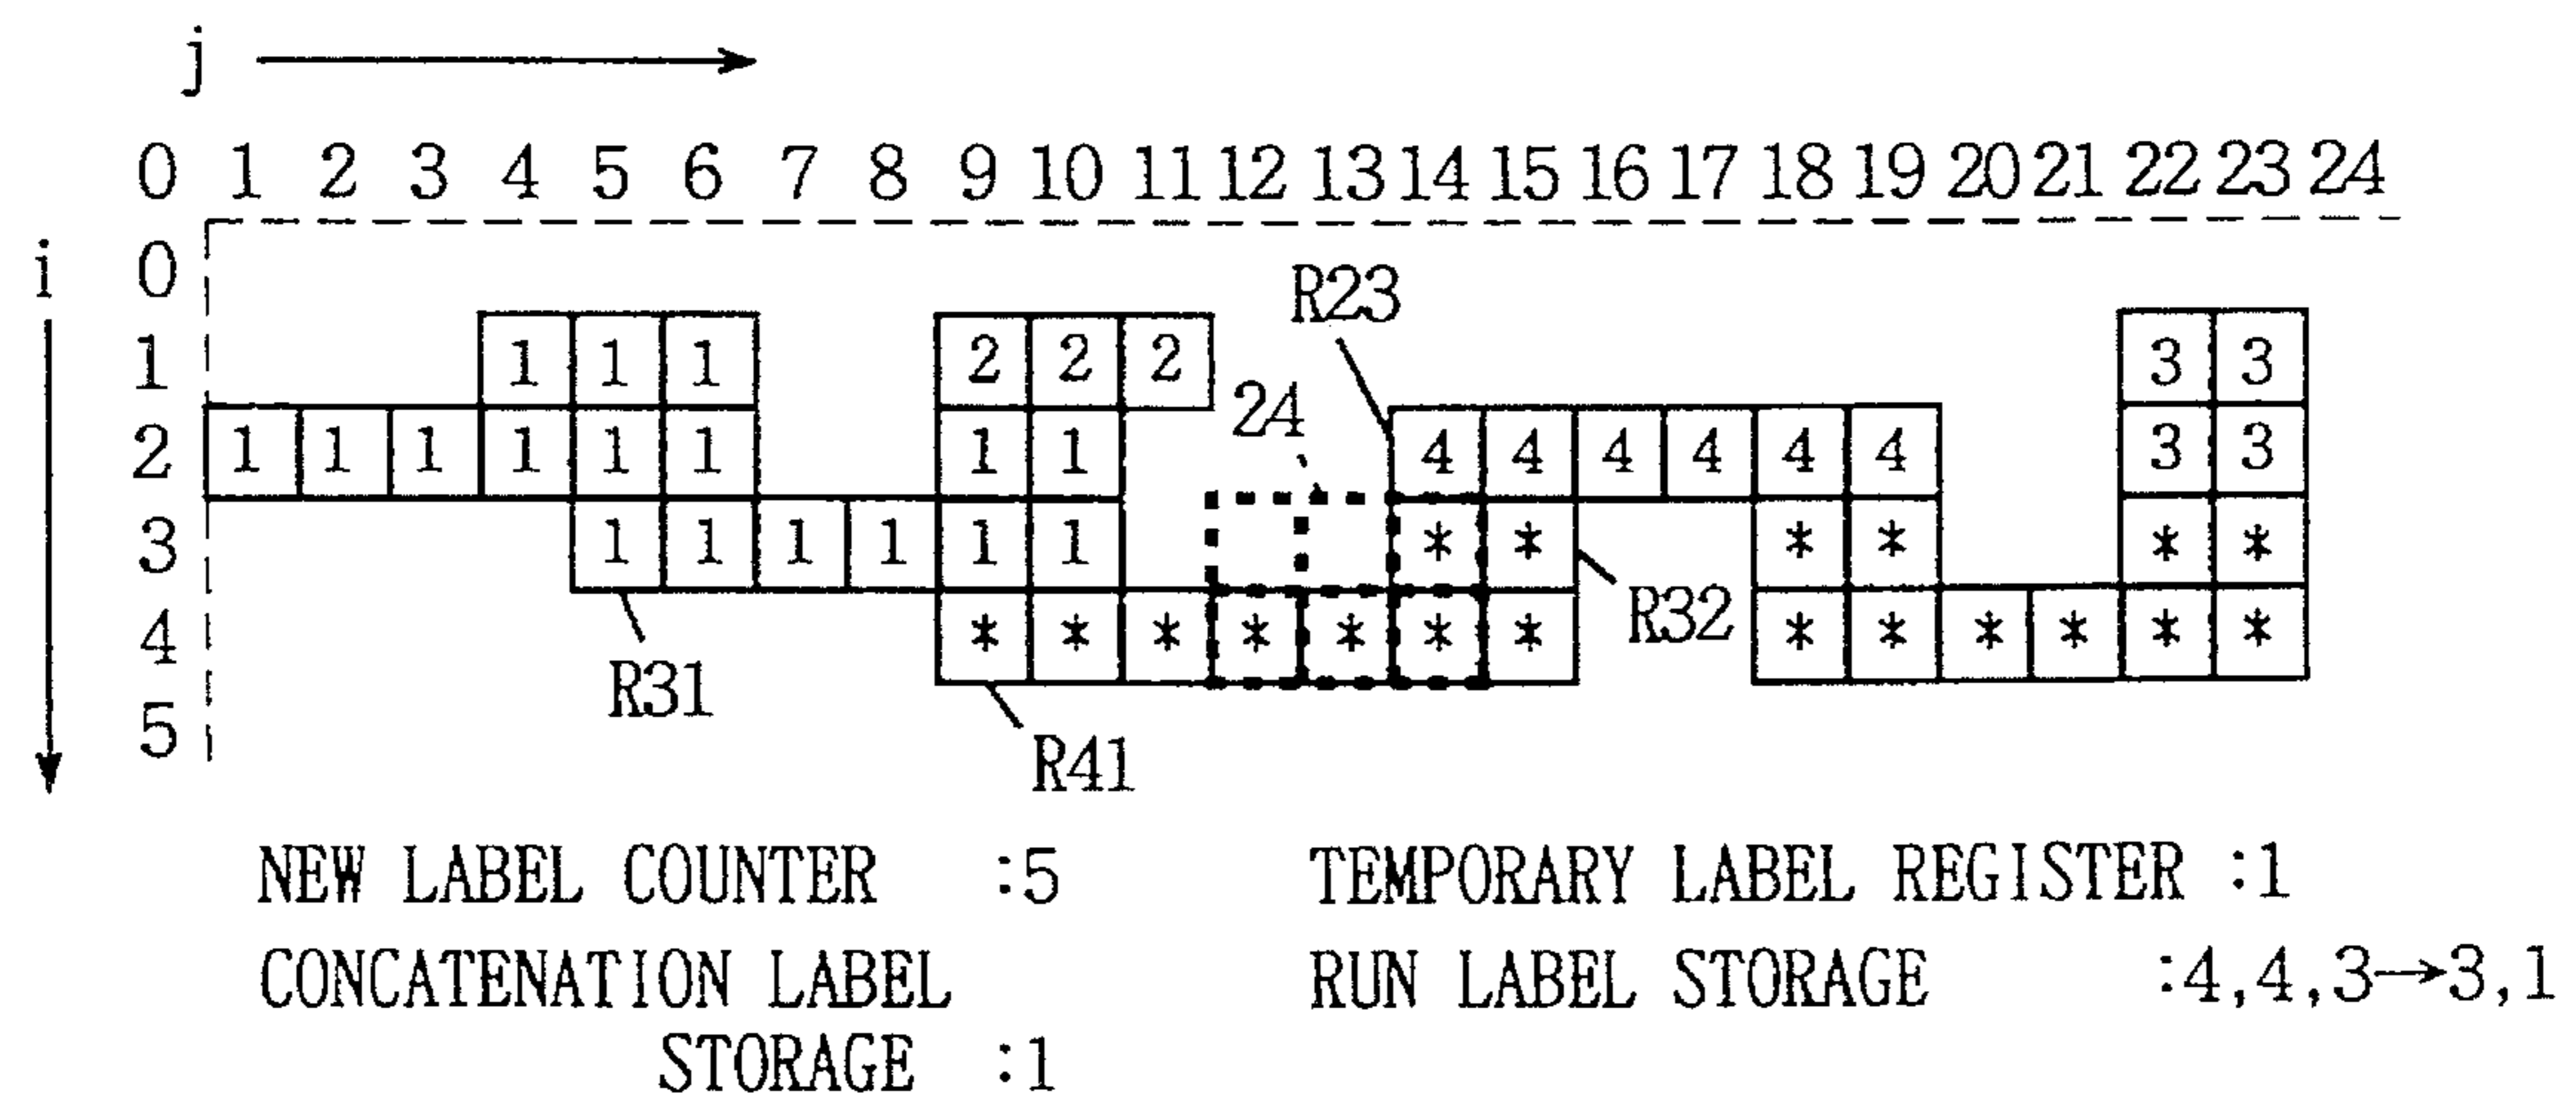 j
0 1 2 3 4 5 6 7 8 9 10 11 12 13 14 15 16 17 18 19 20 21 22 23 24
i 0
R23
1 1 1 1 2 2 2 3 3
24
2 1 1 1 1 1 1 1 1 4 4 4 4 4 4 3 3
3 1 1 1 1 1 1 * * * * * *
R32
4 * * * * * * * * * * * * *
R31
5
R41
NEW LABEL COUNTER :5
TEMPORARY LABEL REGISTER :1
CONCATENATION LABEL
STORAGE :1
RUN LABEL STORAGE :4,4,3→3,1